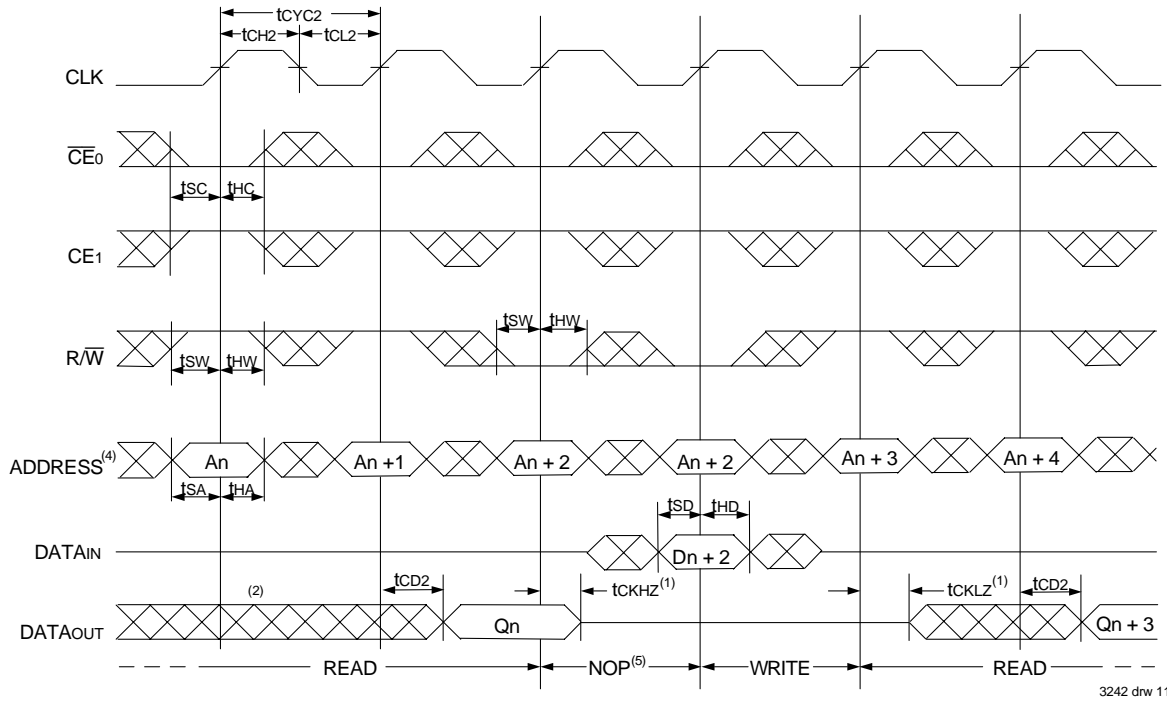 tCYC2
tCH2 tCL2
CLK
CE0
tSC tHC
CE1
tSW tHW
R/W
tSW tHW
ADDRESS(4) An An +1 An + 2 An + 2 An + 3 An + 4
tSA tHA
tSD tHD
DATAIN Dn + 2
(2) tCD2 tCKHZ(1) tCKLZ(1) tCD2
DATAOUT Qn Qn + 3
READ NOP(5) WRITE READ
3242 drw 11